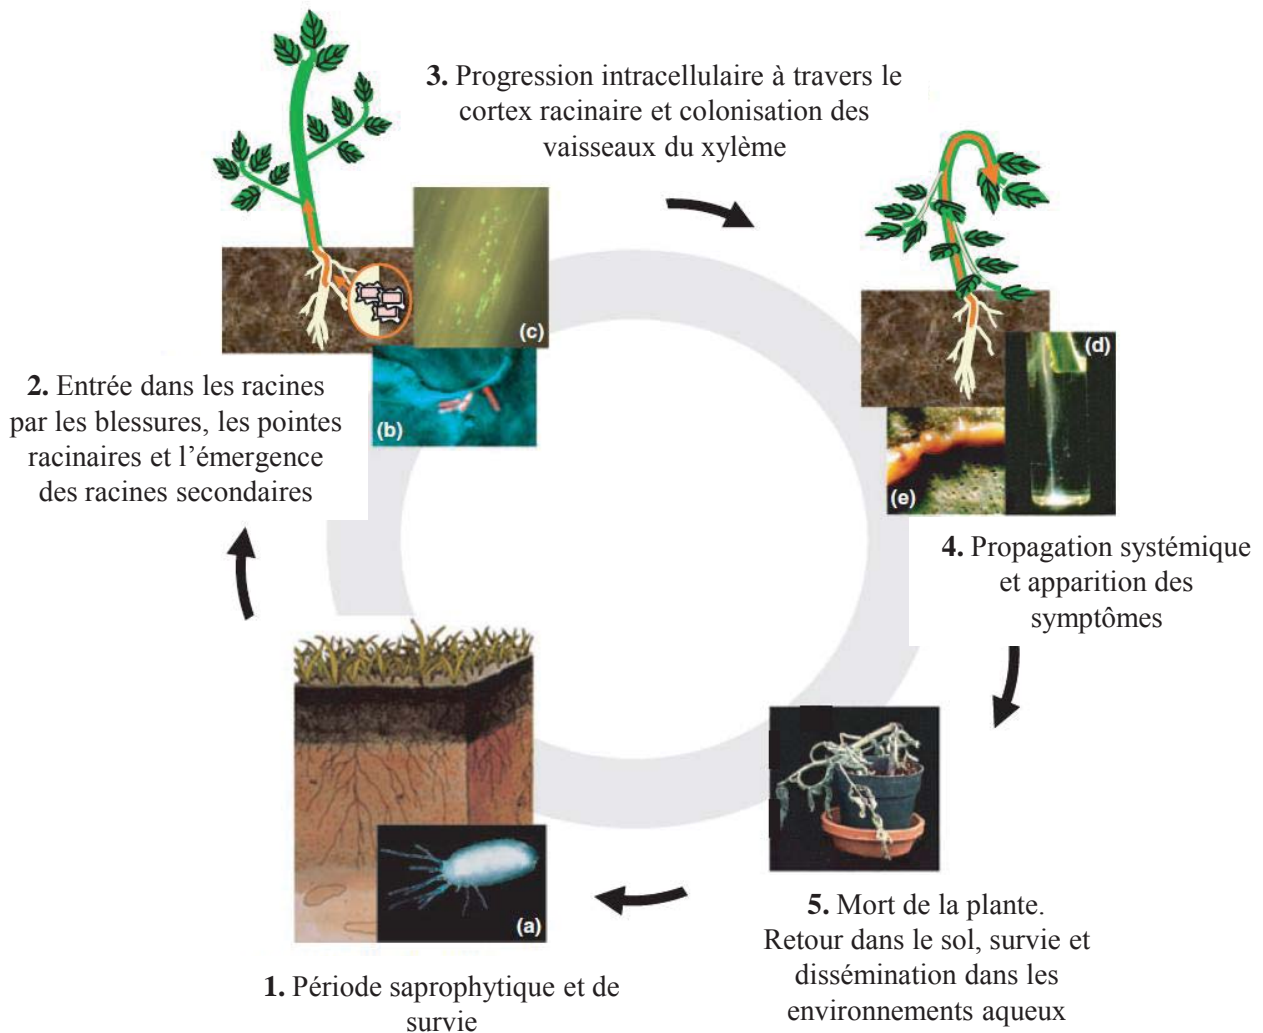 3. Progression intracellulaire à travers le
cortex racinaire et colonisation des
vaisseaux du xylème
(c)
(b)
2. Entrée dans les racines
par les blessures, les pointes
racinaires et l’émergence
des racines secondaires
(d)
(e)
4. Propagation systémique
et apparition des
symptômes
(a)
1. Période saprophytique et de
survie
5. Mort de la plante.
Retour dans le sol, survie et
dissémination dans les
environnements aqueux